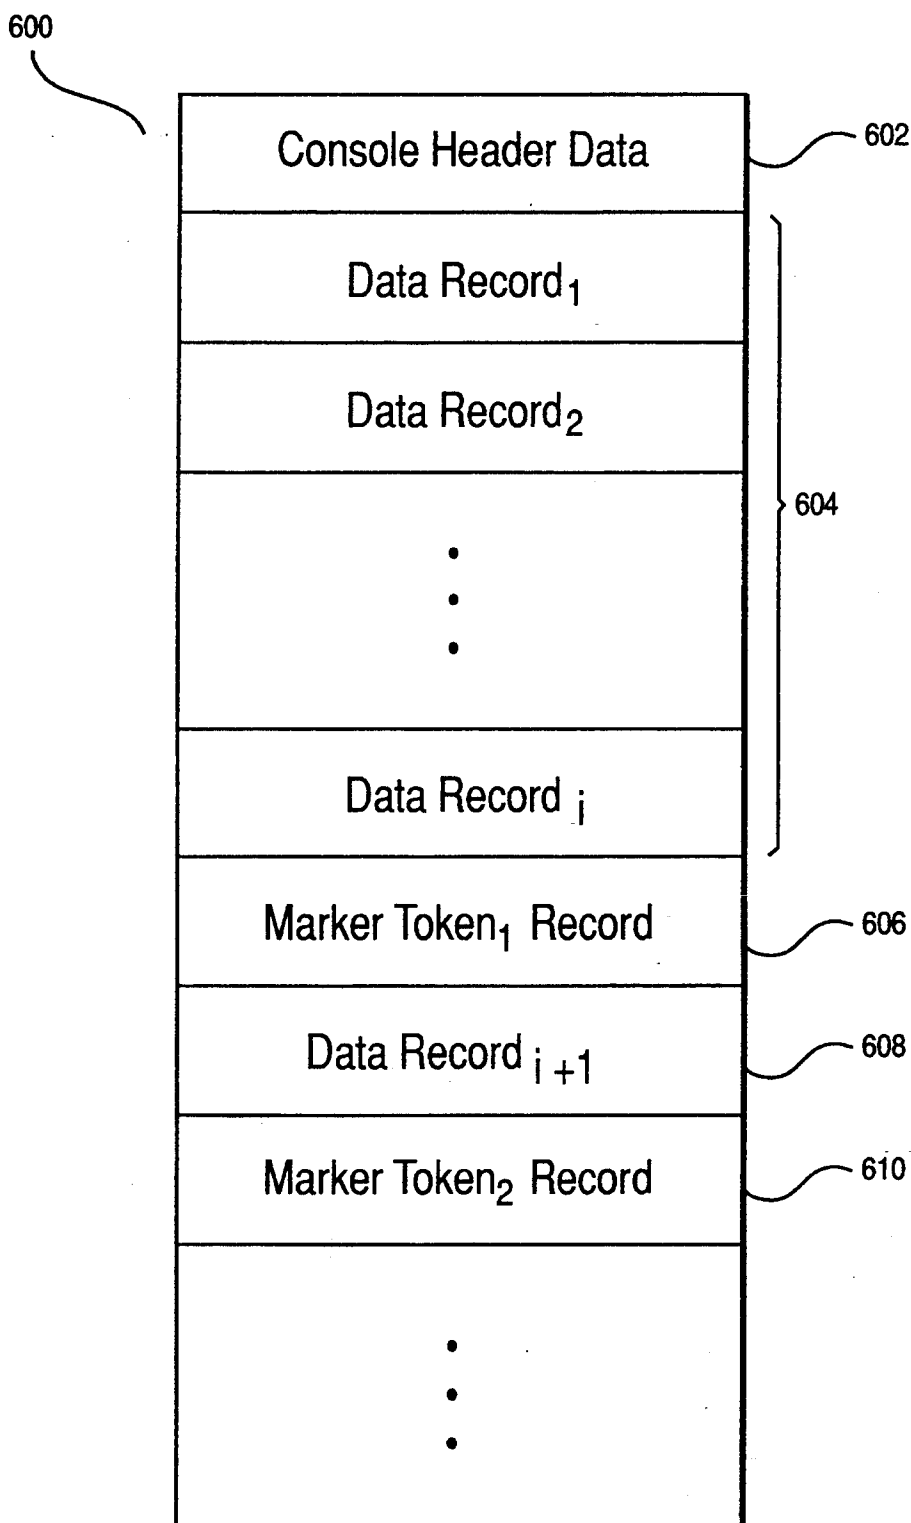 600
Console Header Data
602
Data Record1
Data Record2
604
Data Record i
Marker Token1 Record
606
Data Record i +1
608
Marker Token2 Record
610